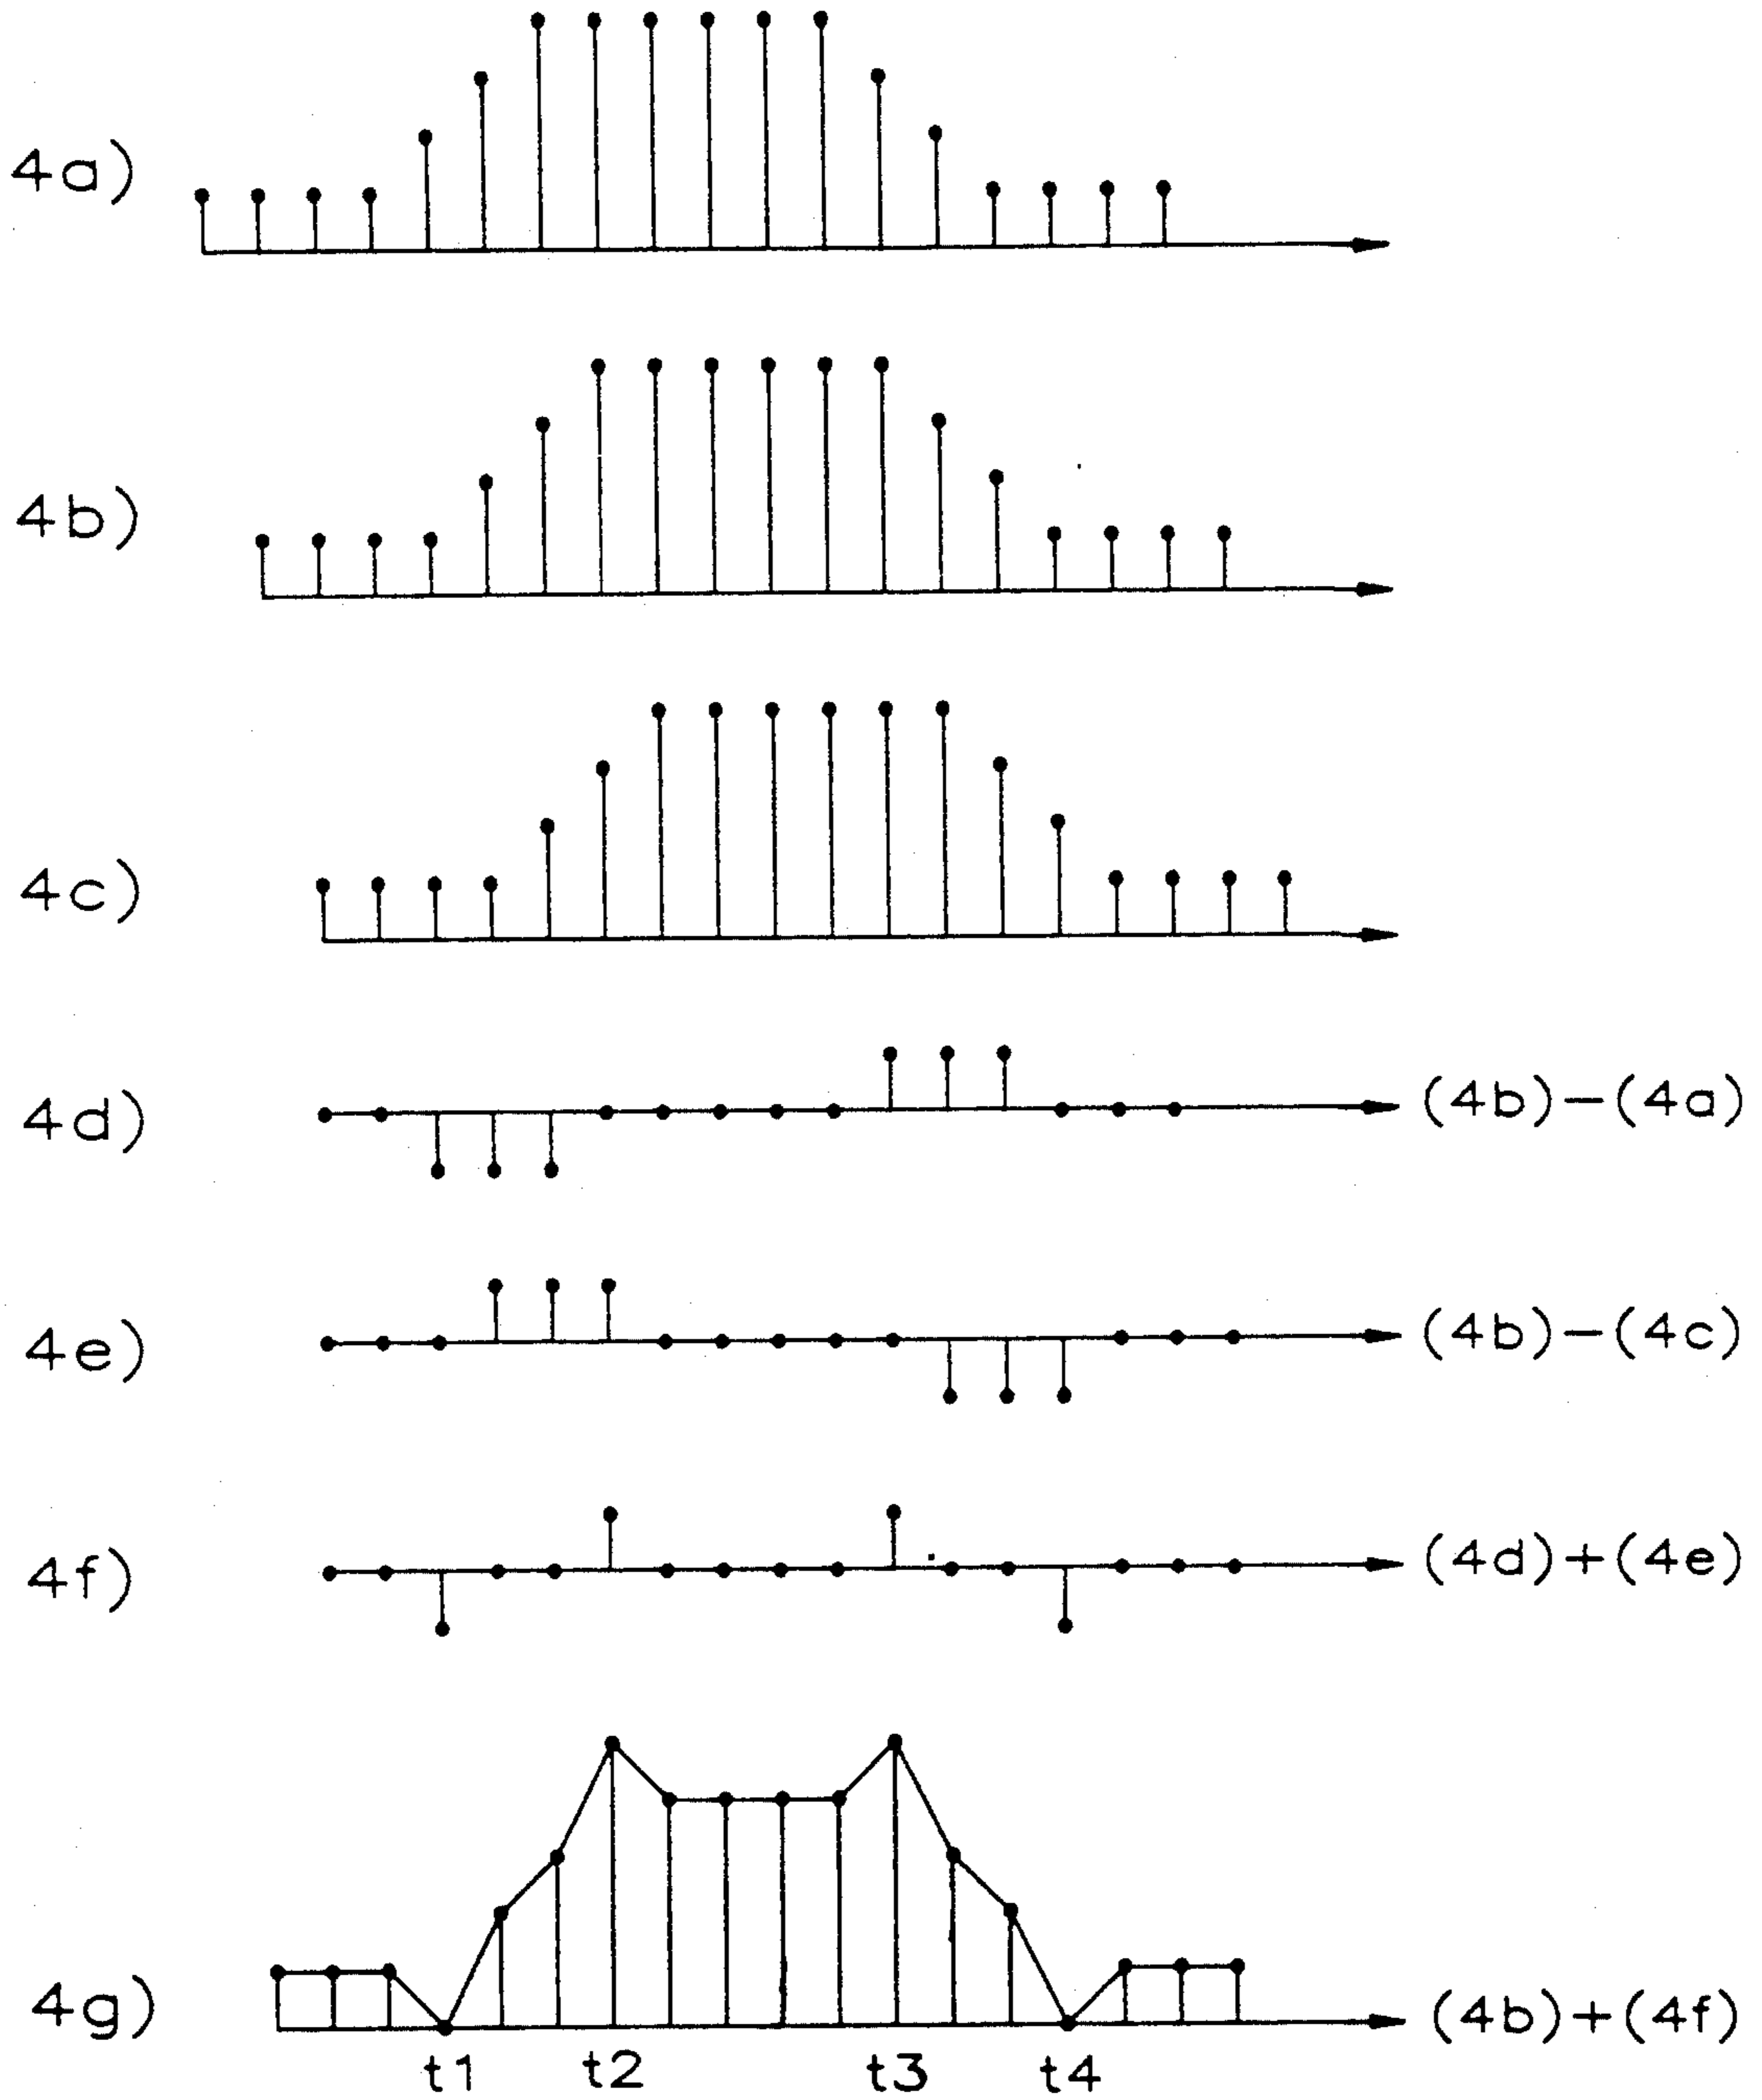 4a)
4b)
4c)
4d) (4b)-(4a)
4e) (4b)-(4c)
4f) (4d)+(4e)
4g) (4b)+(4f)
t1 t2 t3 t4